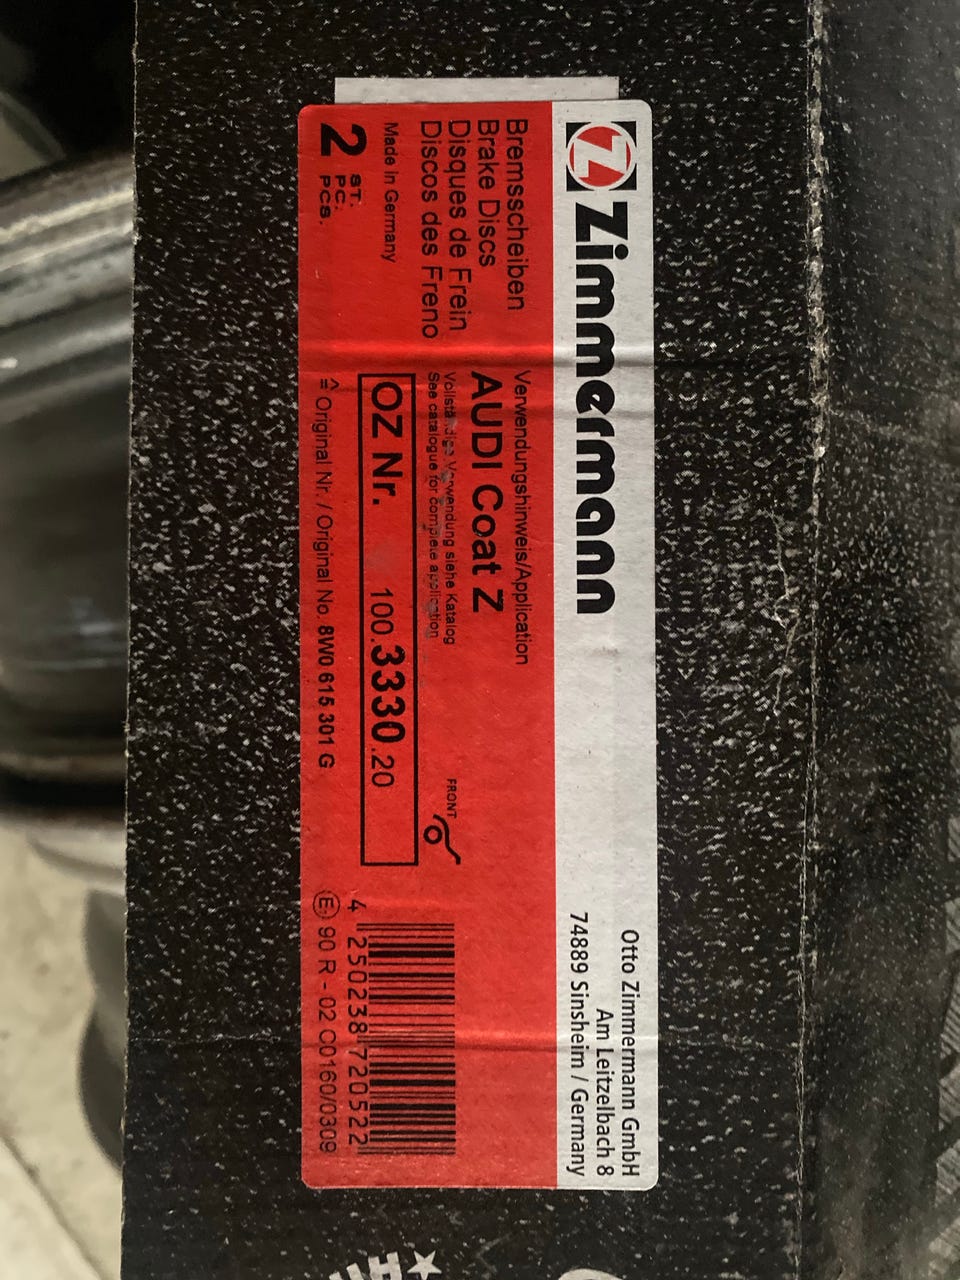 Z Zimmermann
Otto Zimmermann GmbH
Am Leitzelbach 8
74889 Sinsheim / Germany
Bremsscheiben
Brake Discs
Disques de Frein
Discos des Freno
Made in Germany
2 ST.
PC.
PCS.
Verwendungshinweis/Application
AUDI Coat Z
Vollständige Verwendung siehe Katalog
See catalogue for complete application
FRONT
OZ Nr. 100.3330.20
≙ Original Nr. / Original No. 8W0 615 301 G
4 250238 720522
E1 90 R - 02 C0160/0309